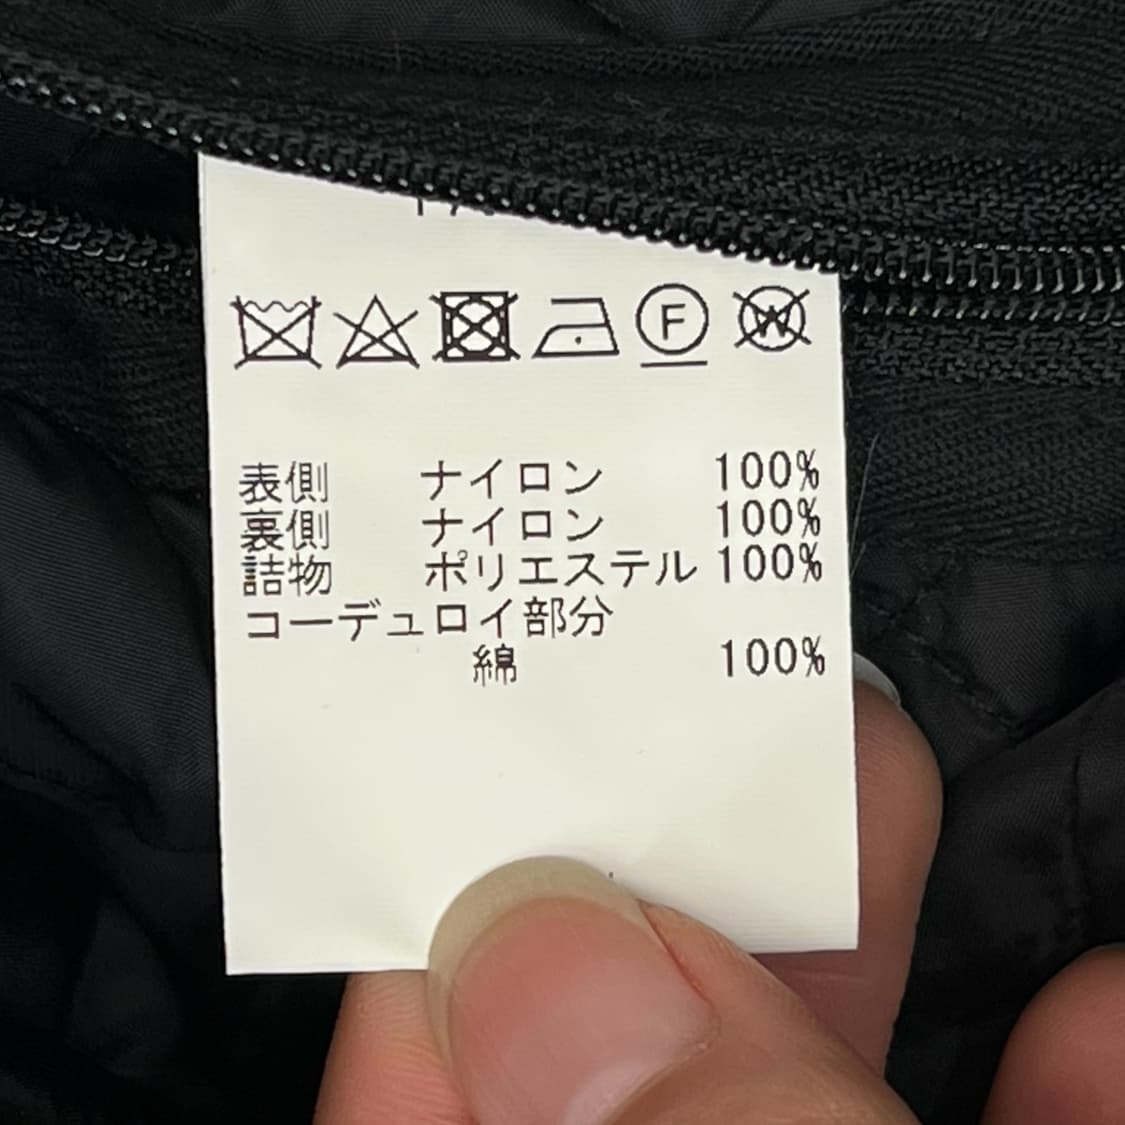 F W
表側 ナイロン 100%
裏側 ナイロン 100%
詰物 ポリエステル 100%
コーデュロイ部分
綿 100%